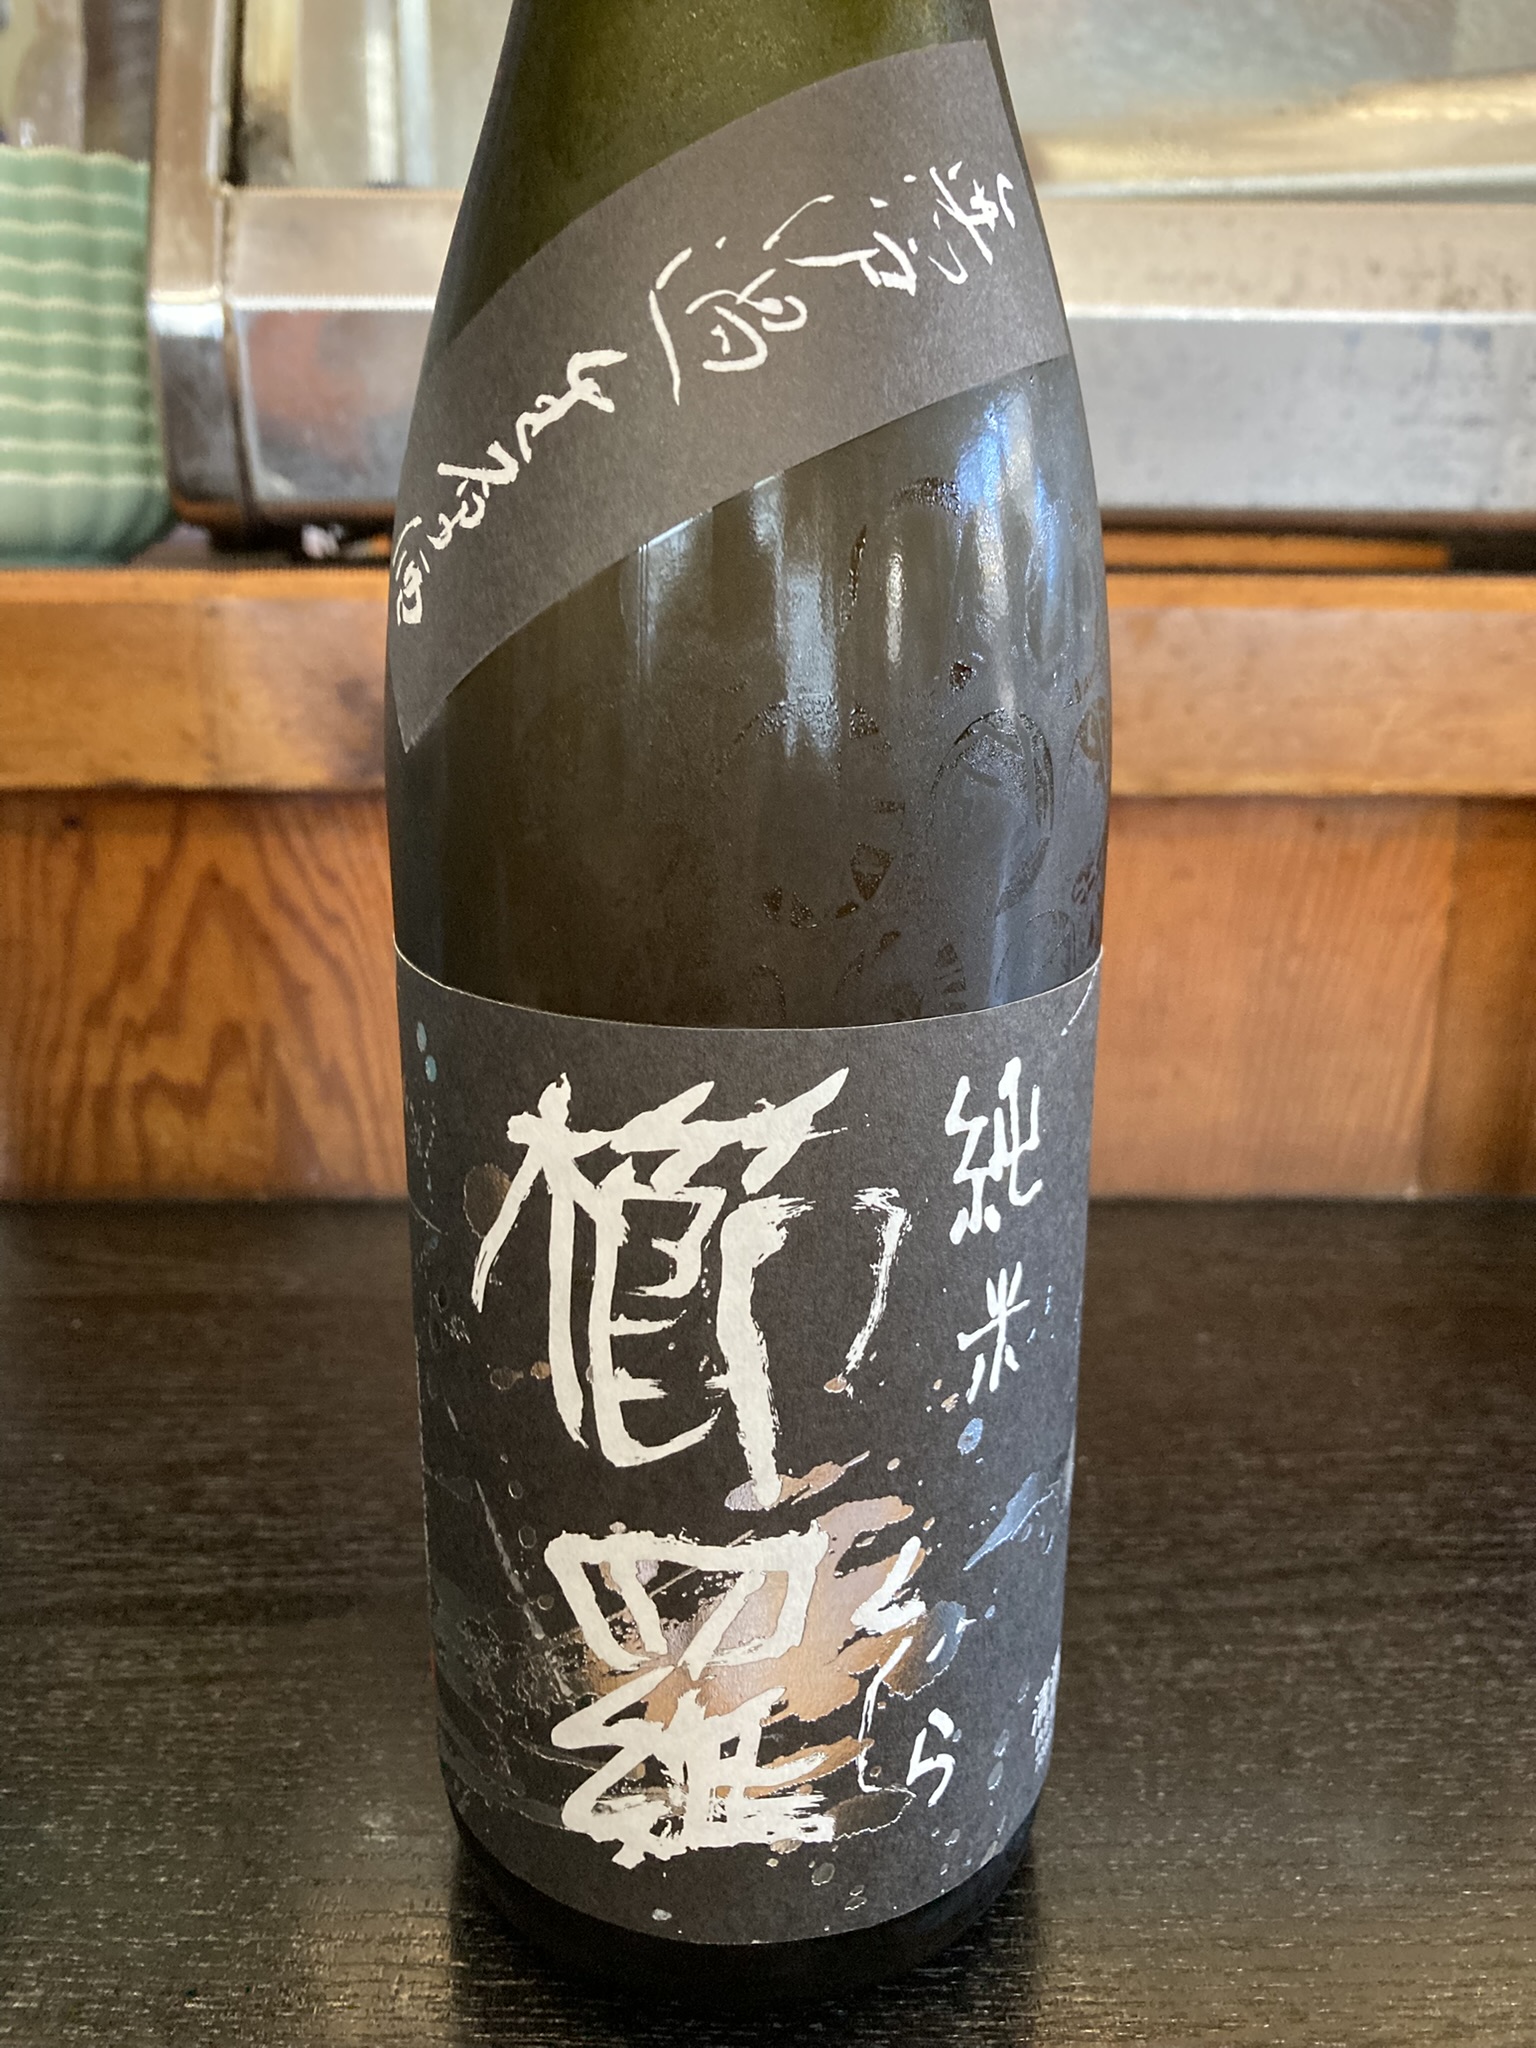 無濾過生原酒
純米
櫛羅
くじら